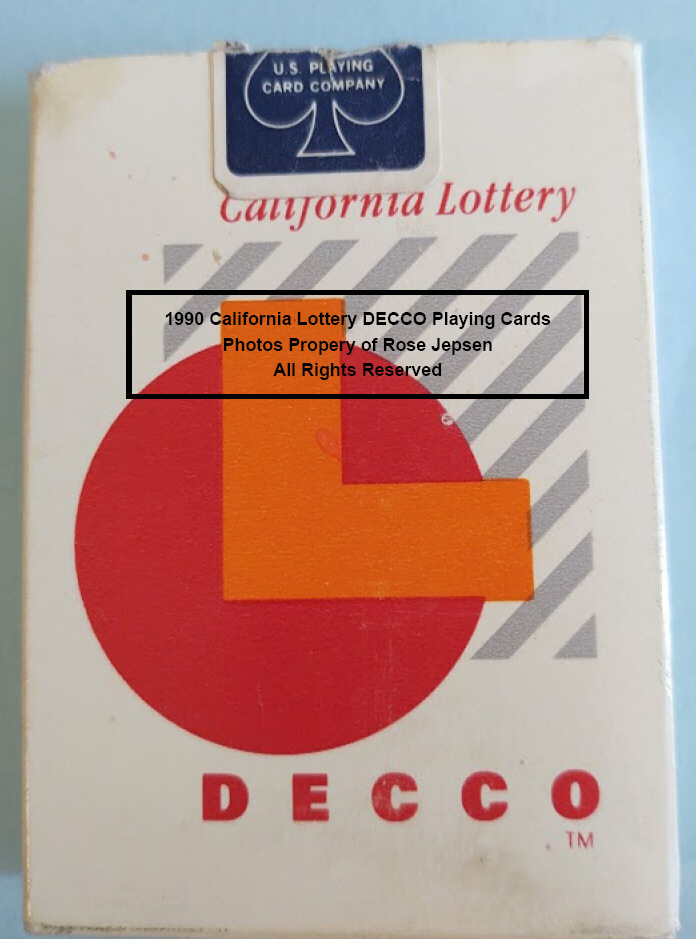 U.S. PLAYING
CARD COMPANY
California Lottery
1990 California Lottery DECCO Playing Cards
Photos Propery of Rose Jepsen
All Rights Reserved
DECCO
TM